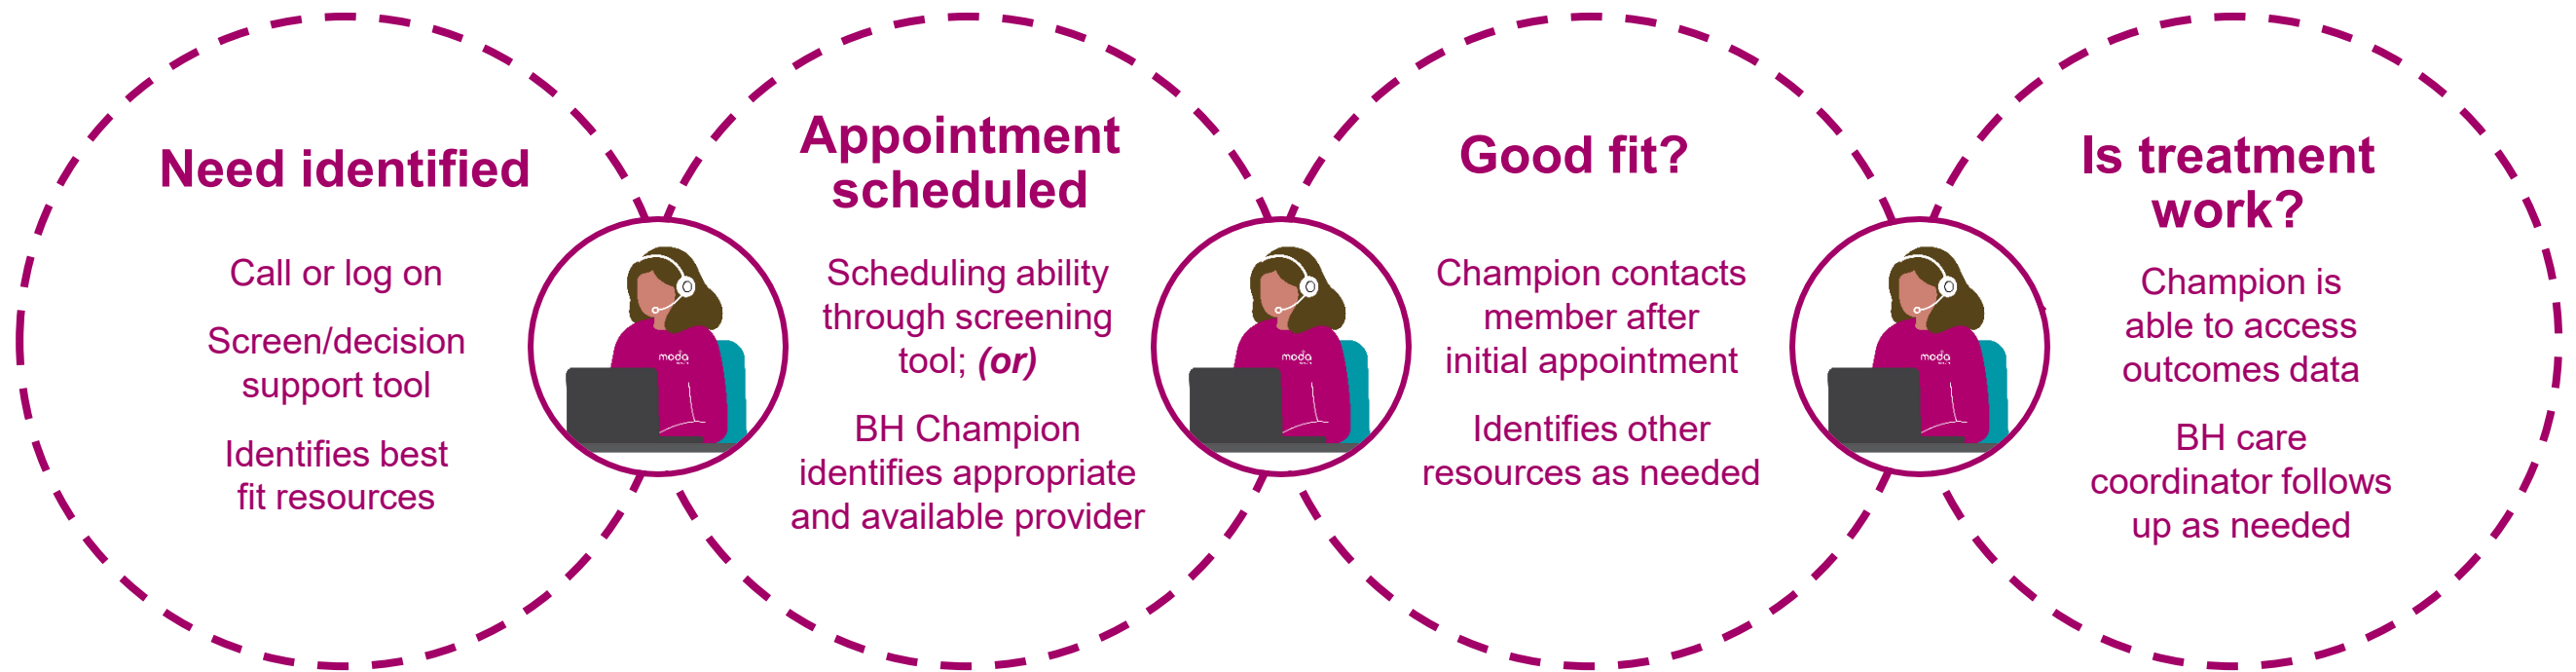 Need identified
Call or log on
Screen/decision
support tool
Identifies best
fit resources
moda
Appointment
scheduled
Scheduling ability
through screening
tool; (or)
BH Champion
identifies appropriate
and available provider
moda
Good fit?
Champion contacts
member after
initial appointment
Identifies other
resources as needed
moda
Is treatment
work?
Champion is
able to access
outcomes data
BH care
coordinator follows
up as needed